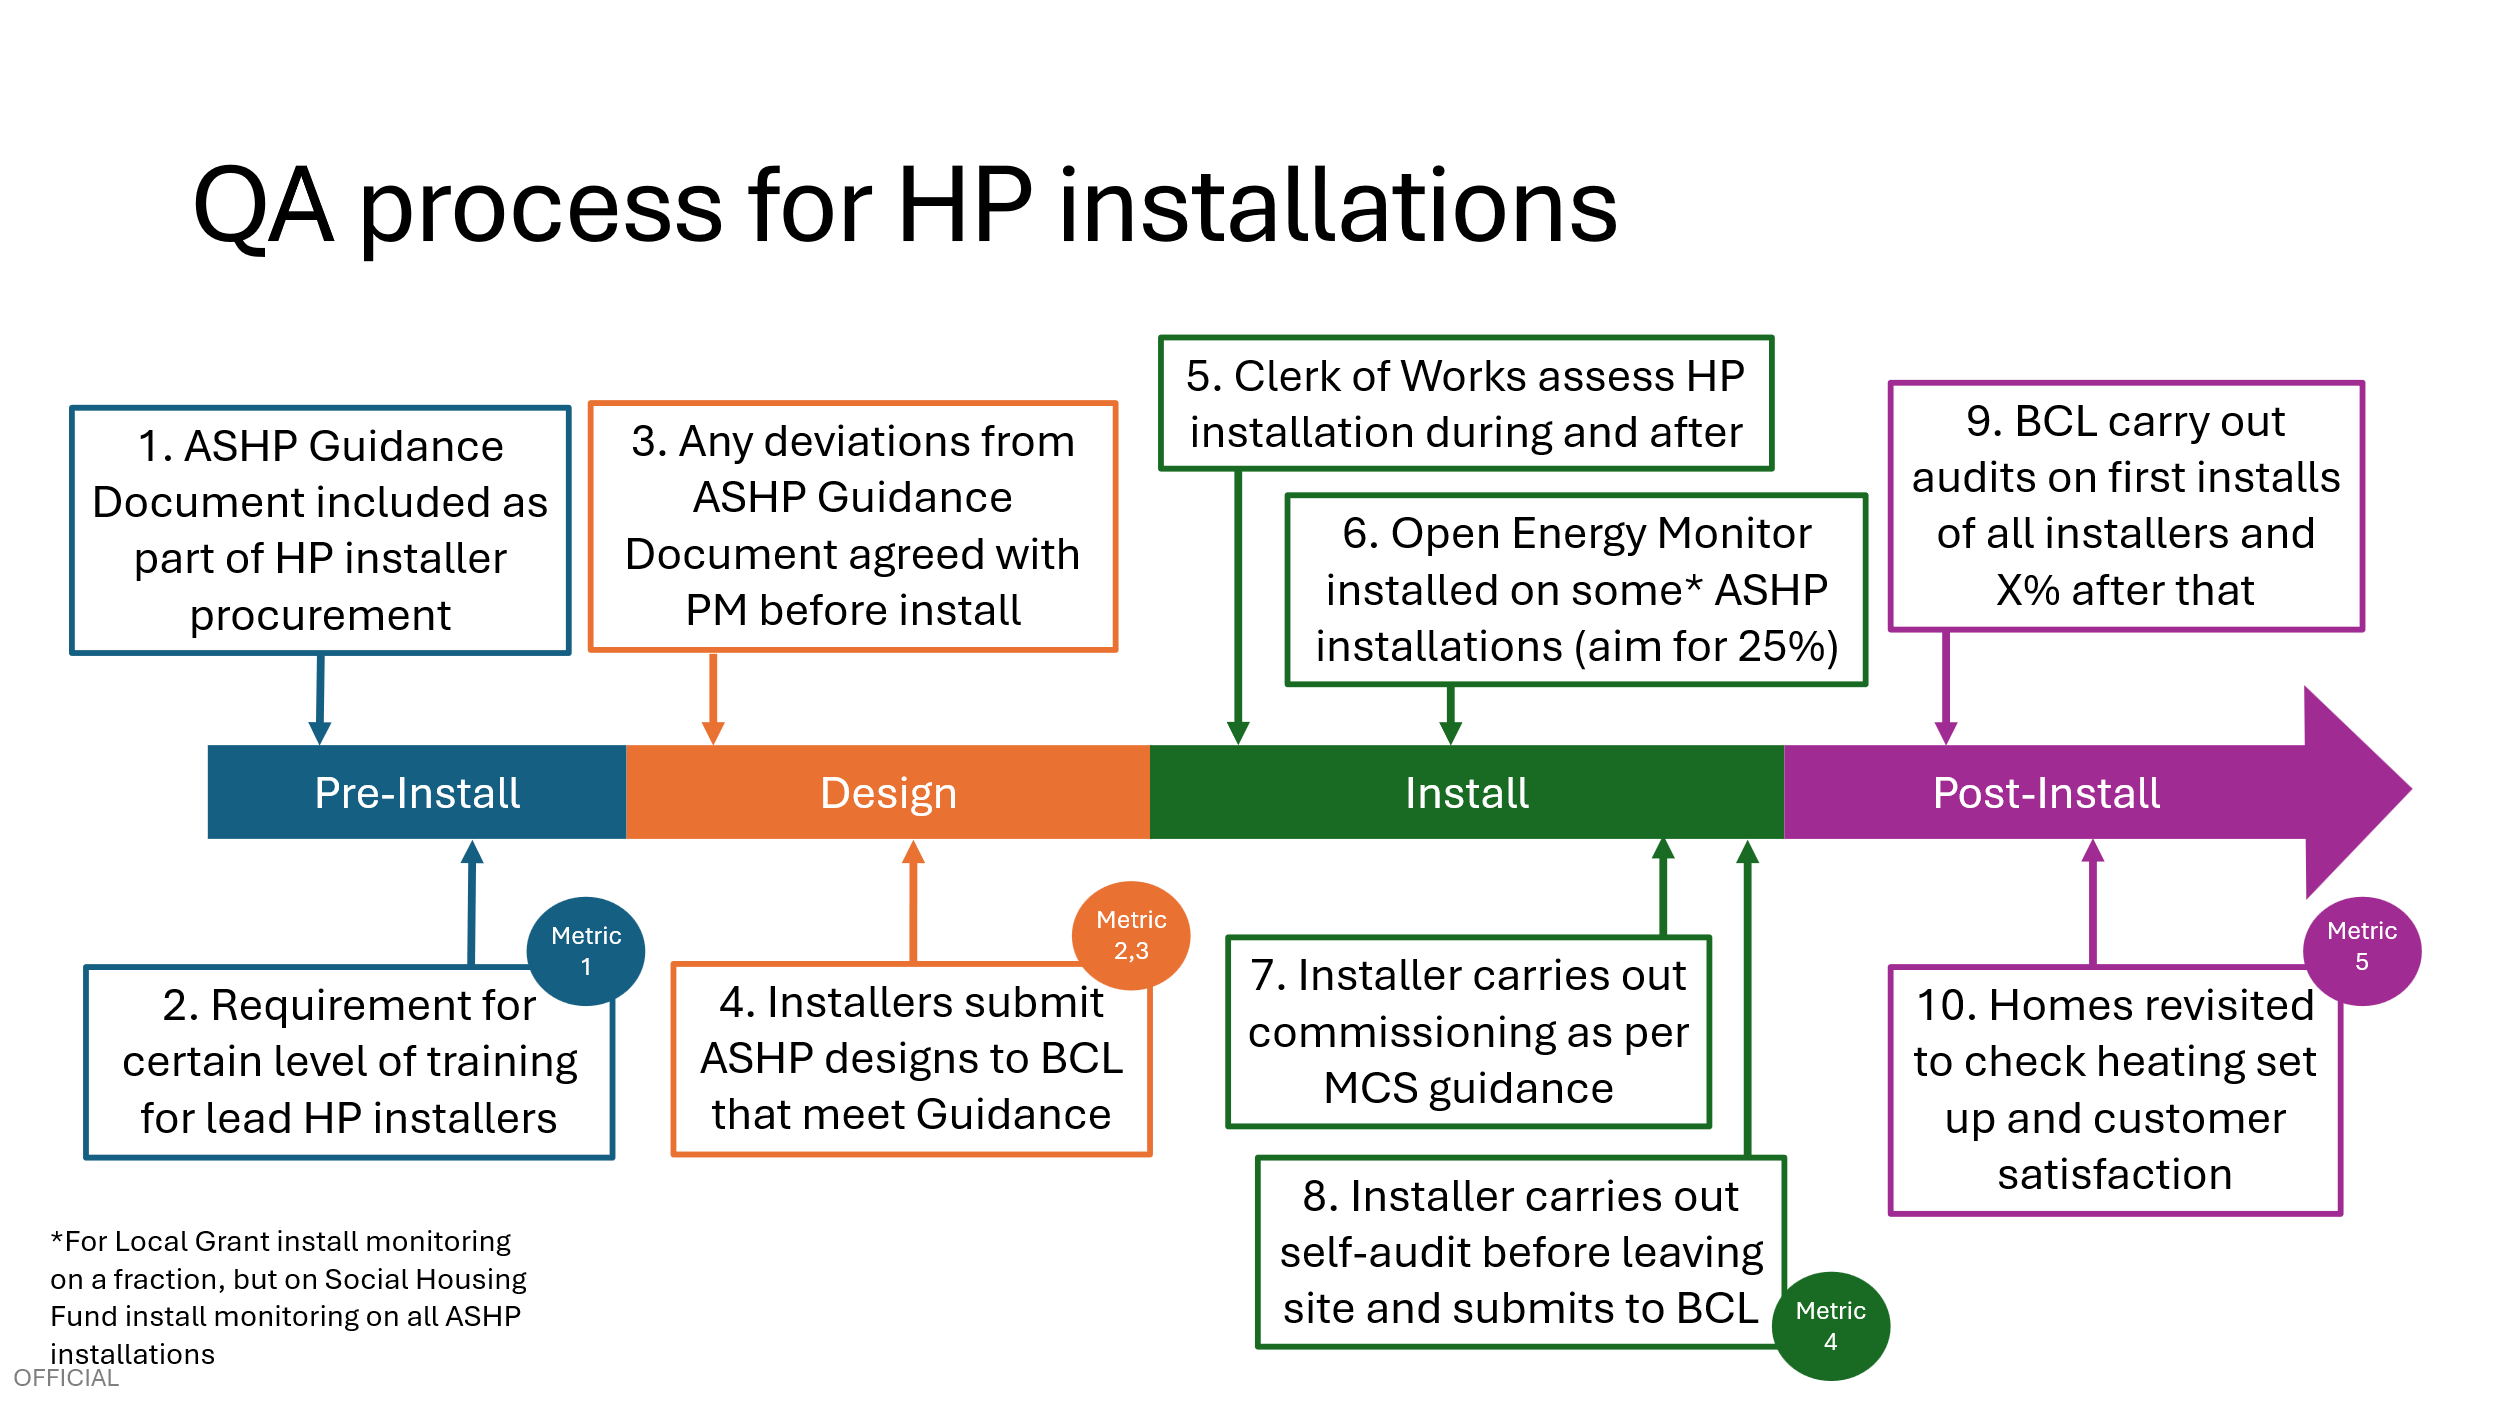 QA process for HP installations
1. ASHP Guidance
Document included as
part of HP installer
procurement
3. Any deviations from
ASHP Guidance
Document agreed with
PM before install
5. Clerk of Works assess HP
installation during and after
6. Open Energy Monitor
installed on some* ASHP
installations (aim for 25%)
9. BCL carry out
audits on first installs
of all installers and
X% after that
Pre-Install
Design
Install
Post-Install
Metric
1
2. Requirement for
certain level of training
for lead HP installers
Metric
2,3
4. Installers submit
ASHP designs to BCL
that meet Guidance
7. Installer carries out
commissioning as per
MCS guidance
8. Installer carries out
self-audit before leaving
site and submits to BCL
Metric
4
Metric
5
10. Homes revisited
to check heating set
up and customer
satisfaction
*For Local Grant install monitoring
on a fraction, but on Social Housing
Fund install monitoring on all ASHP
installations
OFFICIAL